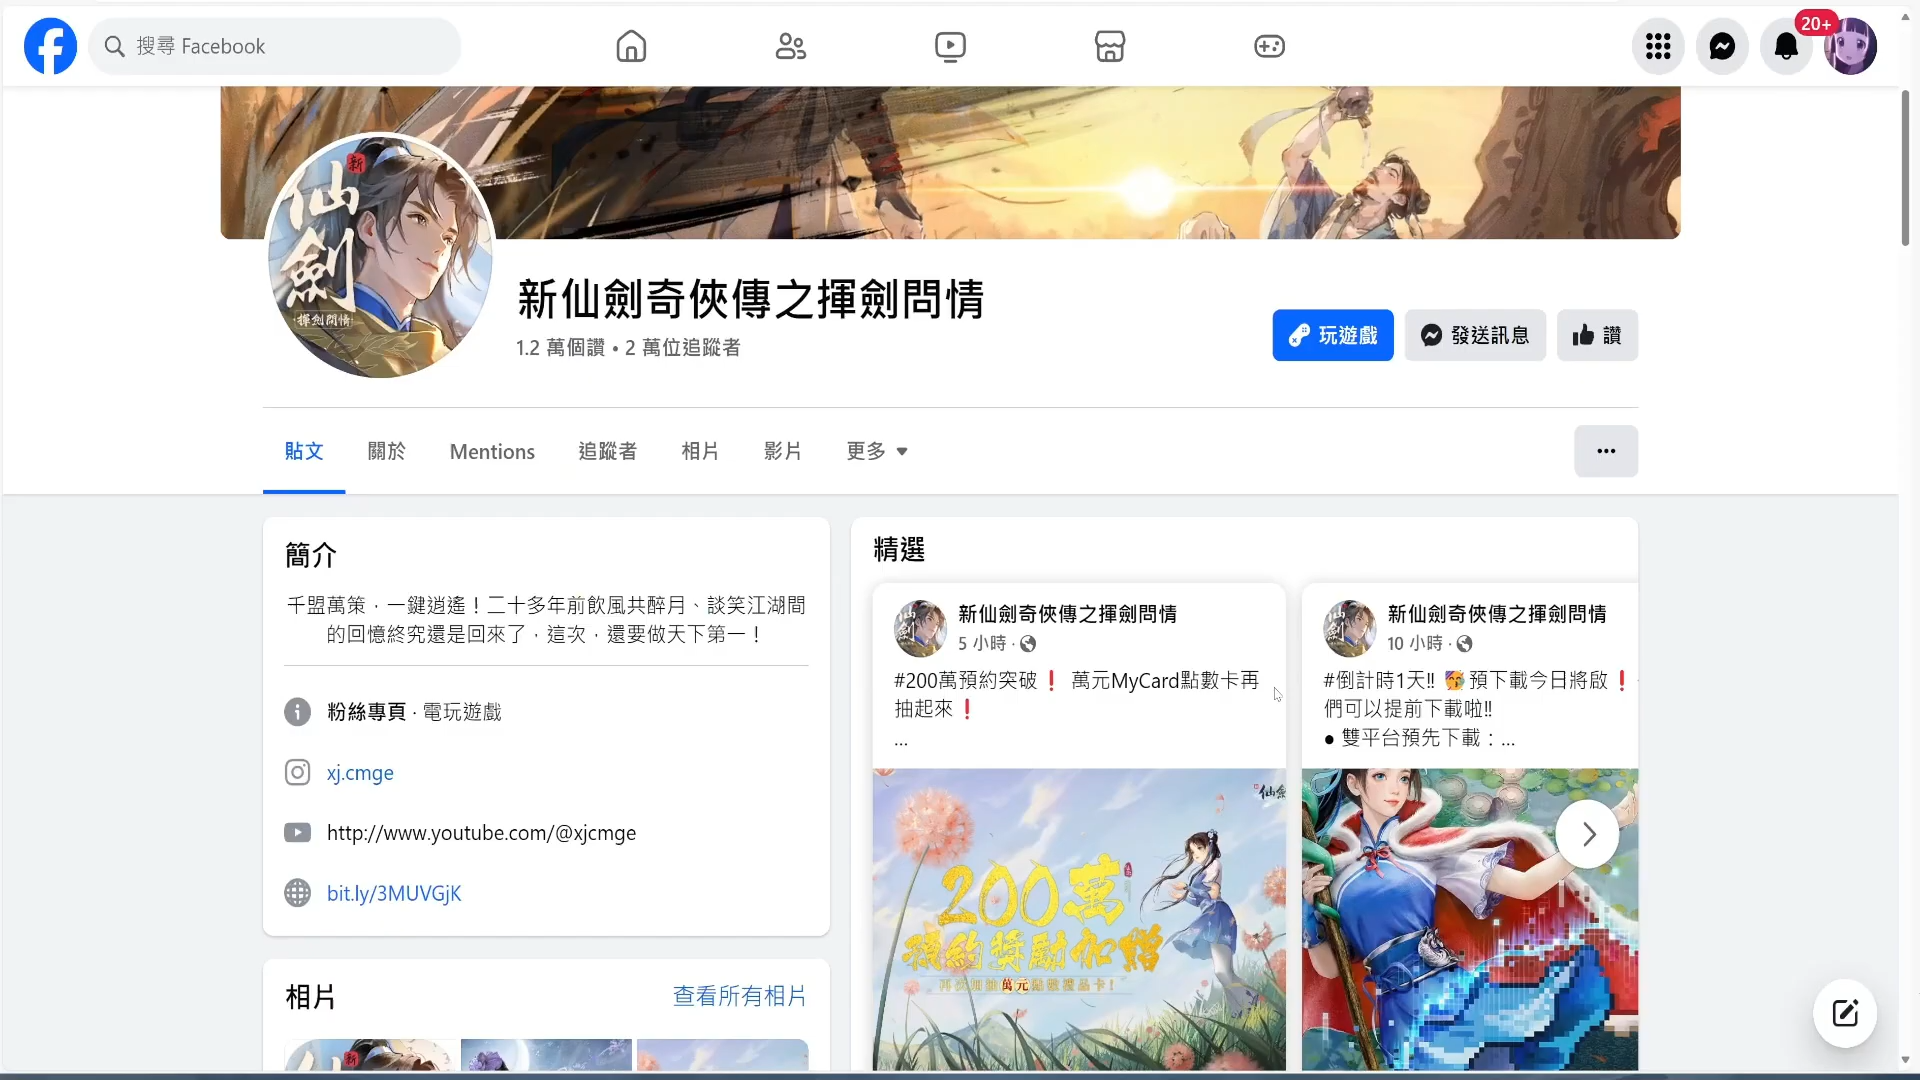 搜尋 Facebook
20+
新
仙
劍
揮劍問情
新仙劍奇俠傳之揮劍問情
1.2 萬個讚 • 2 萬位追蹤者
玩遊戲
發送訊息
讚
貼文
關於
Mentions
追蹤者
相片
影片
更多
簡介
千盟萬策，一鍵逍遙！二十多年前飲風共醉月、談笑江湖間
的回憶終究還是回來了，這次，還要做天下第一！
粉絲專頁 · 電玩遊戲
xj.cmge
http://www.youtube.com/@xjcmge
bit.ly/3MUVGjK
相片
查看所有相片
精選
新仙劍奇俠傳之揮劍問情
5 小時 ·
#200萬預約突破❗ 萬元MyCard點數卡再
抽起來❗
...
200萬
預約獎勵加贈
新仙劍奇俠傳之揮劍問情
10 小時 ·
#倒計時1天‼ 🥳預下載今日將啟❗
們可以提前下載啦‼
● 雙平台預先下載：...